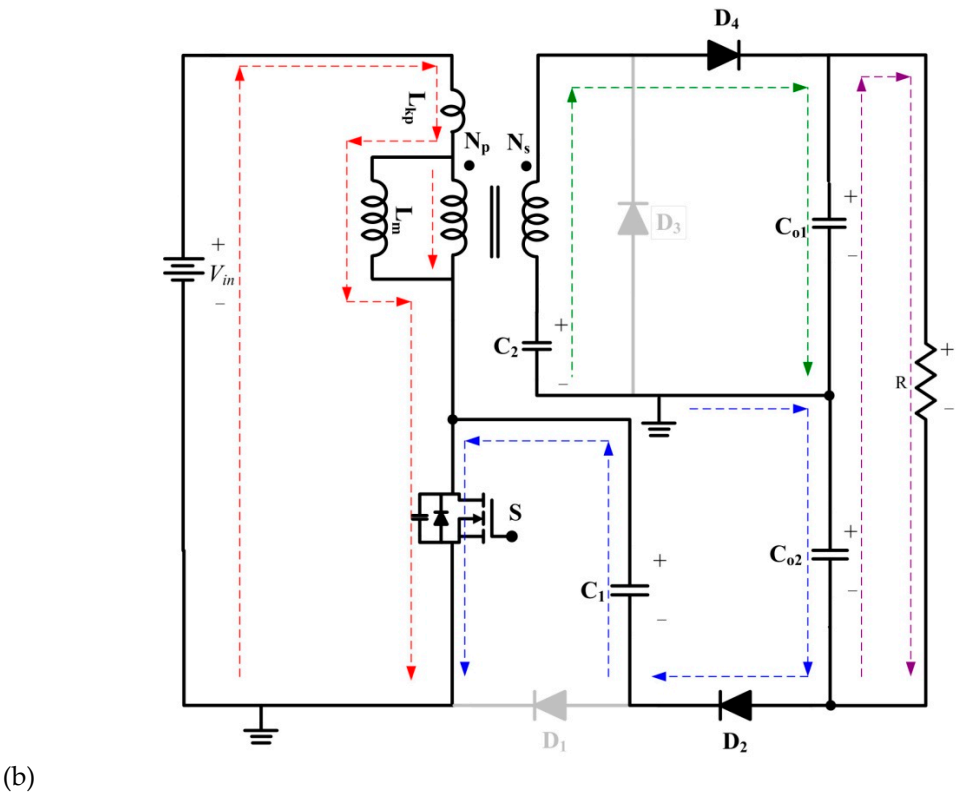 D₄
Lₖₚ
Nₚ
Nₛ
D₃
Lₘ
+
Cₒ₁
+
Vᵢₙ
−
−
+
C₂
−
+
R
−
S
+
Cₒ₂
−
+
C₁
−
D₁
D₂
(b)